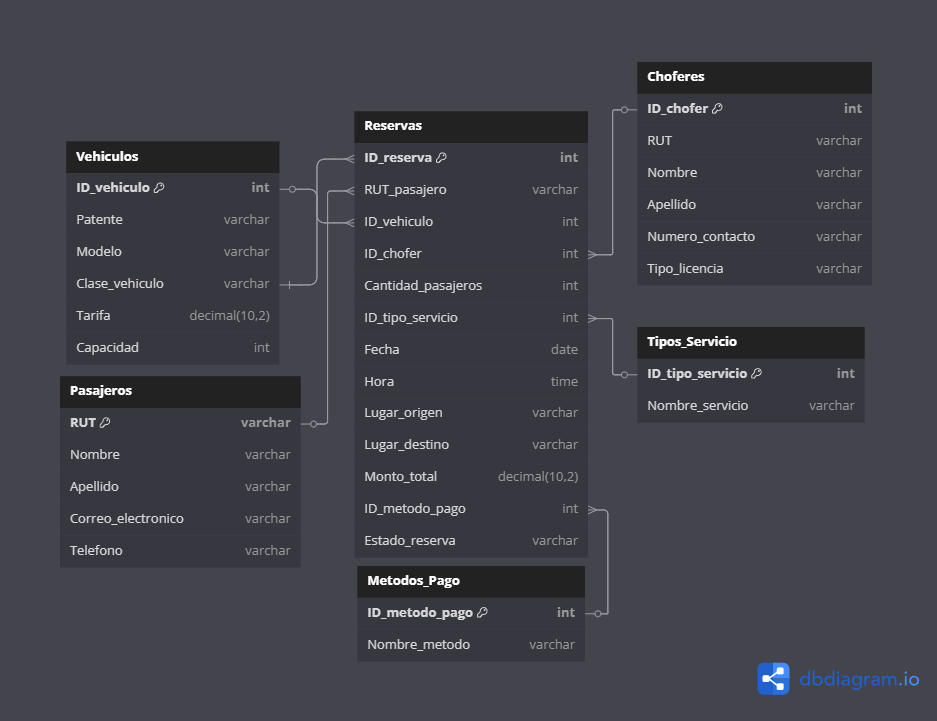 Vehiculos
ID_vehiculo int
Patente varchar
Modelo varchar
Clase_vehiculo varchar
Tarifa decimal(10,2)
Capacidad int
Pasajeros
RUT varchar
Nombre varchar
Apellido varchar
Correo_electronico varchar
Telefono varchar
Reservas
ID_reserva int
RUT_pasajero varchar
ID_vehiculo int
ID_chofer int
Cantidad_pasajeros int
ID_tipo_servicio int
Fecha date
Hora time
Lugar_origen varchar
Lugar_destino varchar
Monto_total decimal(10,2)
ID_metodo_pago int
Estado_reserva varchar
Metodos_Pago
ID_metodo_pago int
Nombre_metodo varchar
Choferes
ID_chofer int
RUT varchar
Nombre varchar
Apellido varchar
Numero_contacto varchar
Tipo_licencia varchar
Tipos_Servicio
ID_tipo_servicio int
Nombre_servicio varchar
dbdiagram.io